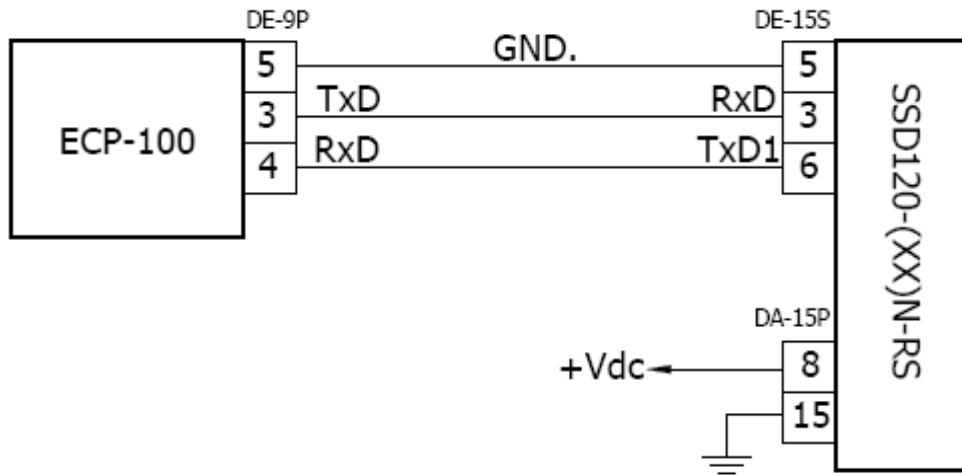 DE-9P DE-15S
5 GND. 5
TxD RxD
ECP-100 3 3
RxD TxD1
4 6
SSD120-(XX)N-RS
DA-15P
+Vdc 8
15